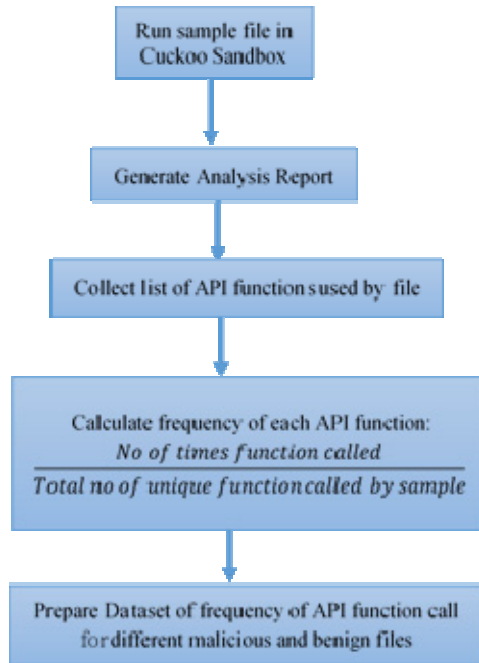 Run sample file in
Cuckoo Sandbox
Generate Analysis Report
Collect list of API function sused by file
Calculate frequency of each API function:
No of times function called
Total no of unique functioncalled by sample
Prepare Dataset of frequency of API function call
for different malicious and benign files